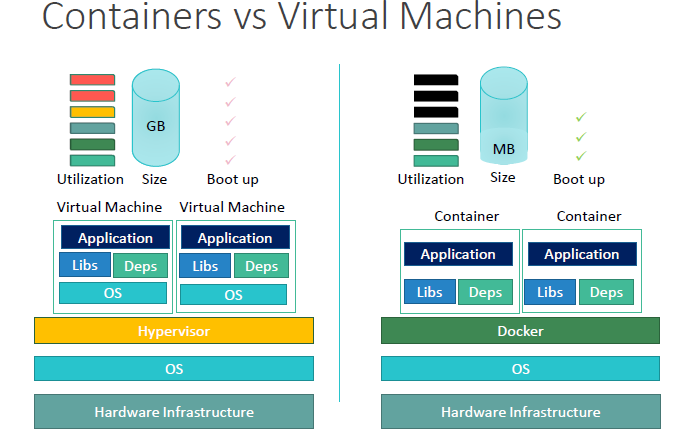 Containers vs Virtual Machines
GB
Utilization Size Boot up
Virtual Machine Virtual Machine
Application Application
Libs Deps Libs Deps
OS OS
Hypervisor
OS
Hardware Infrastructure
MB
Utilization Size Boot up
Container Container
Application Application
Libs Deps Libs Deps
Docker
OS
Hardware Infrastructure